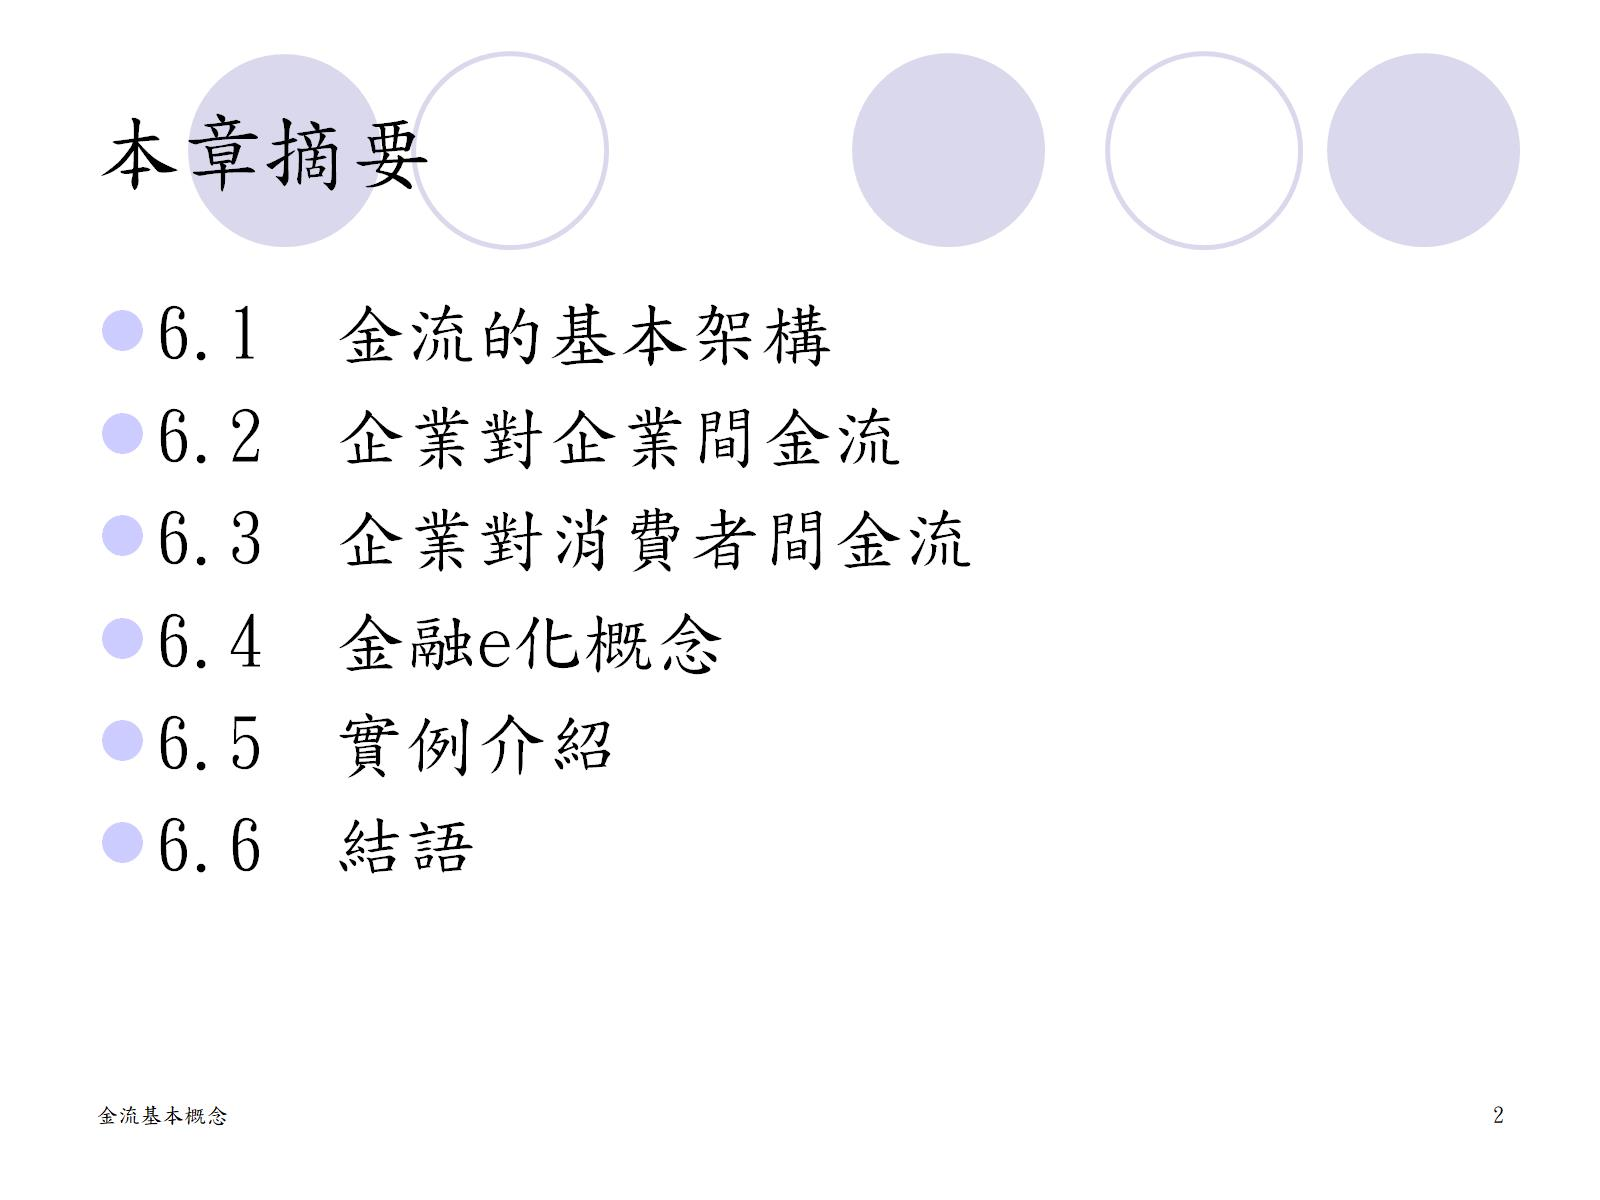 本章摘要
6.1 金流的基本架構
6.2 企業對企業間金流
6.3 企業對消費者間金流
6.4 金融e化概念
6.5 實例介紹
6.6 結語
金流基本概念
2